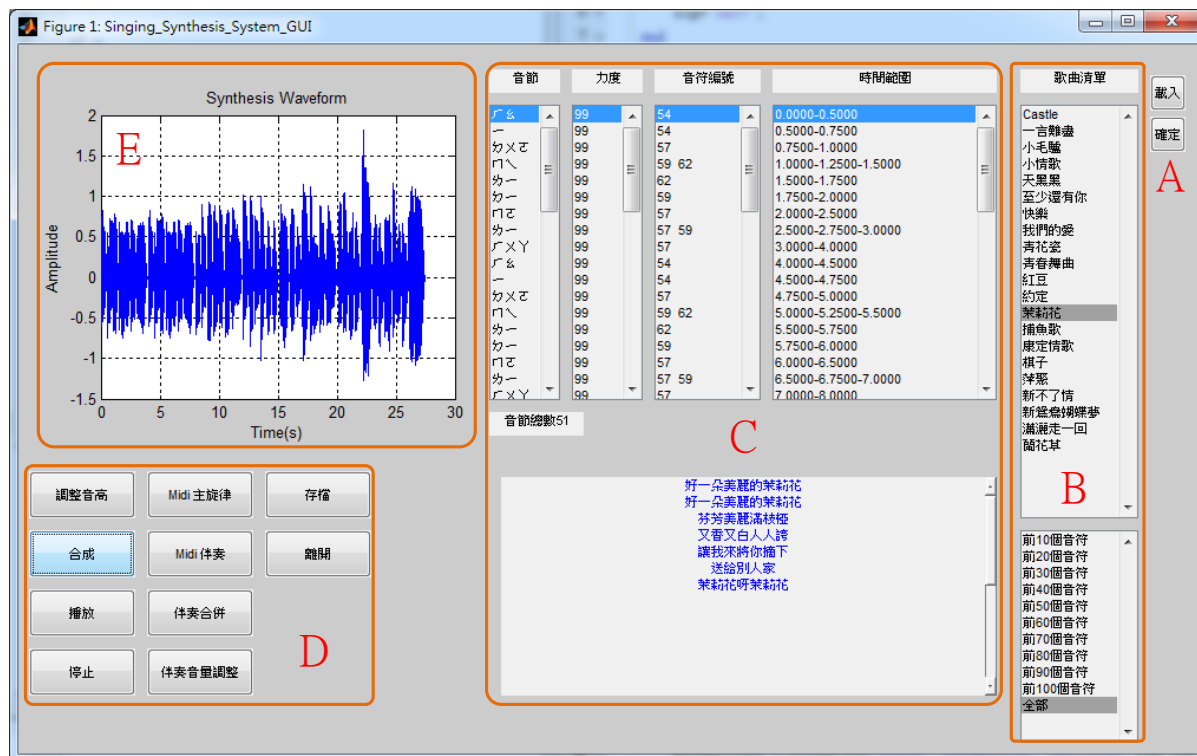 Figure 1: Singing_Synthesis_System_GUI
E
Synthesis Waveform
Amplitude
2
1.5
1
0.5
0
-0.5
-1
-1.5
0 5 10 15 20 25 30
Time(s)
音節 力度 音符編號 時間範圍
ㄏㄠ 99 54 0.0000-0.5000
ㄧ 99 54 0.5000-0.7500
ㄉㄨㄛ 99 57 0.7500-1.0000
ㄇㄟ 99 59 62 1.0000-1.2500-1.5000
ㄌㄧ 99 62 1.5000-1.7500
ㄌㄧ 99 59 1.7500-2.0000
ㄇㄛ 99 57 2.0000-2.5000
ㄌㄧ 99 57 59 2.5000-2.7500-3.0000
ㄏㄨㄚ 99 57 3.0000-4.0000
ㄏㄠ 99 54 4.0000-4.5000
ㄧ 99 54 4.5000-4.7500
ㄉㄨㄛ 99 57 4.7500-5.0000
ㄇㄟ 99 59 62 5.0000-5.2500-5.5000
ㄌㄧ 99 62 5.5000-5.7500
ㄌㄧ 99 59 5.7500-6.0000
ㄇㄛ 99 57 6.0000-6.5000
ㄌㄧ 99 57 59 6.5000-6.7500-7.0000
ㄏㄨㄚ 99 57 7.0000-8.0000
音節總數51
C
好一朵美麗的茉莉花
好一朵美麗的茉莉花
芬芳美麗滿枝椏
又香又白人人誇
讓我來將你摘下
送給別人家
茉莉花呀茉莉花
歌曲清單
Castle
一言難盡
小毛驢
小情歌
天黑黑
至少還有你
快樂
我們的愛
青花瓷
青春舞曲
紅豆
約定
茉莉花
捕魚歌
康定情歌
棋子
萍聚
新不了情
新鴛鴦蝴蝶夢
瀟灑走一回
蘭花草
B
前10個音符
前20個音符
前30個音符
前40個音符
前50個音符
前60個音符
前70個音符
前80個音符
前90個音符
前100個音符
全部
載入
確定
A
調整音高 Midi 主旋律 存檔
合成 Midi 伴奏 離開
播放 伴奏合併
停止 伴奏音量調整
D